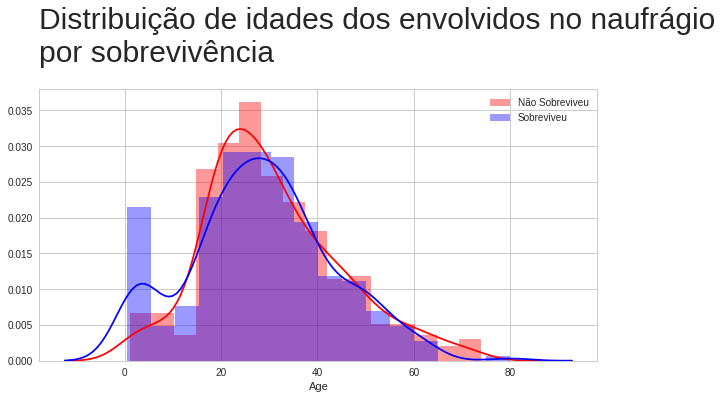 Distribuição de idades dos envolvidos no naufrágio
por sobrevivência
Não Sobreviveu
Sobreviveu
0.035
0.030
0.025
0.020
0.015
0.010
0.005
0.000
0
20
40
60
80
Age